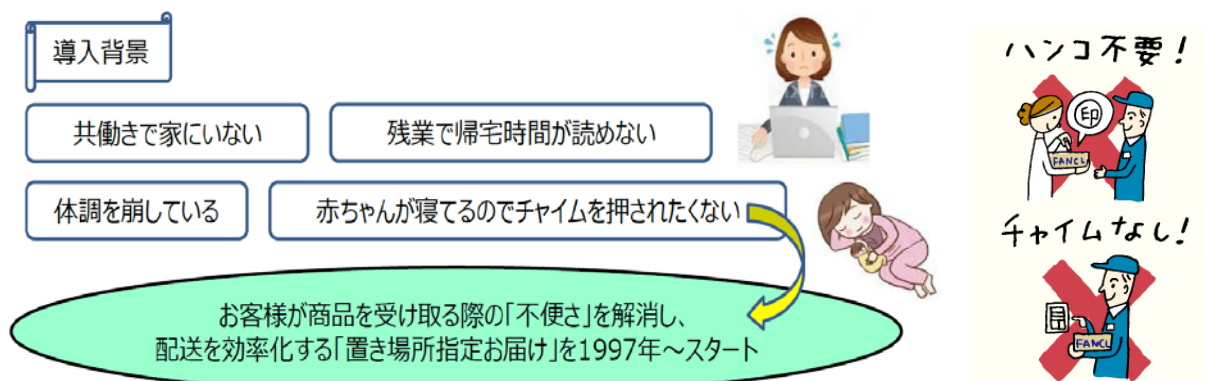 導入背景
共働きで家にいない
残業で帰宅時間が読めない
体調を崩している
赤ちゃんが寝てるのでチャイムを押されたくない
お客様が商品を受け取る際の「不便さ」を解消し、
配送を効率化する「置き場所指定お届け」を1997年～スタート
ハンコ不要!
印
FANCL
チャイムなし!
FANCL